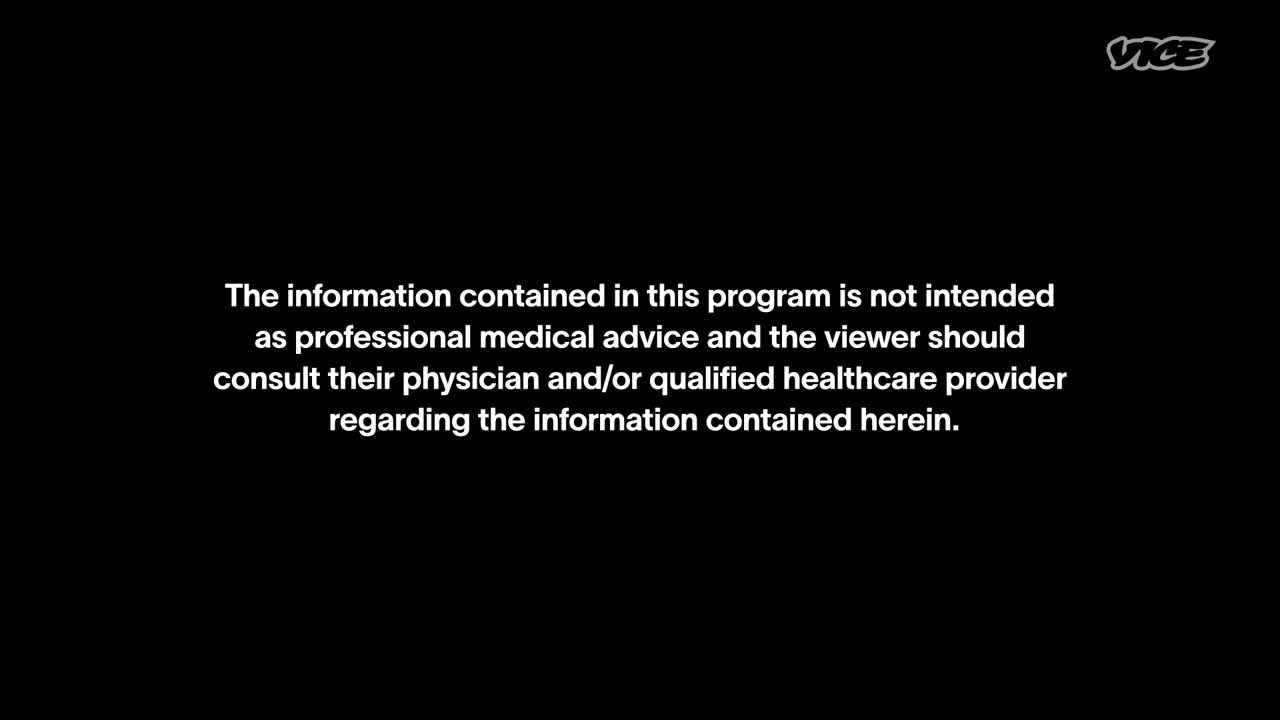 VICE
The information contained in this program is not intended
as professional medical advice and the viewer should
consult their physician and/or qualified healthcare provider
regarding the information contained herein.